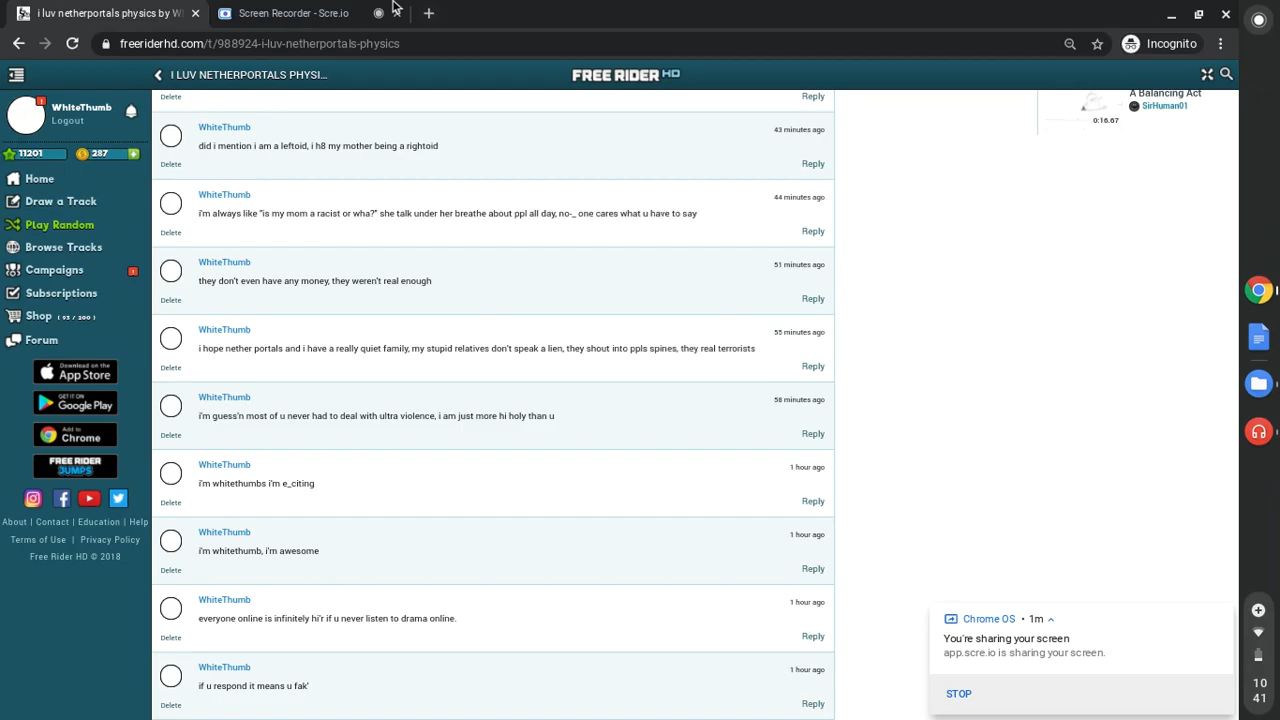 i luv netherportals physics by W
Screen Recorder - Scre.io
freeriderhd.com/t/988924-i-luv-netherportals-physics
Incognito
I LUV NETHERPORTALS PHYSI...
FREE RIDER HD
WhiteThumb
Logout
11201
287
Home
Draw a Track
Play Random
Browse Tracks
Campaigns
Subscriptions
Shop ( 93 / 200 )
Forum
Download on the
App Store
GET IT ON
Google Play
Add to
Chrome
FREE RIDER
JUMPS
About | Contact | Education | Help
Terms of Use | Privacy Policy
Free Rider HD © 2018
Delete
Reply
WhiteThumb
43 minutes ago
did i mention i am a leftoid, i h8 my mother being a rightoid
Delete
Reply
WhiteThumb
44 minutes ago
i'm always like "is my mom a racist or wha?" she talk under her breathe about ppl all day, no-_ one cares what u have to say
Delete
Reply
WhiteThumb
51 minutes ago
they don't even have any money, they weren't real enough
Delete
Reply
WhiteThumb
55 minutes ago
i hope nether portals and i have a really quiet family, my stupid relatives don't speak a lien, they shout into ppls spines, they real terrorists
Delete
Reply
WhiteThumb
58 minutes ago
i'm guess'n most of u never had to deal with ultra violence, i am just more hi holy than u
Delete
Reply
WhiteThumb
1 hour ago
i'm whitethumbs i'm e_citing
Delete
Reply
WhiteThumb
1 hour ago
i'm whitethumb, i'm awesome
Delete
Reply
WhiteThumb
1 hour ago
everyone online is infinitely hi'r if u never listen to drama online.
Delete
Reply
WhiteThumb
1 hour ago
if u respond it means u fak'
Delete
Reply
A Balancing Act
SirHuman01
0:16.67
Chrome OS • 1m
You're sharing your screen
app.scre.io is sharing your screen.
STOP
10
41